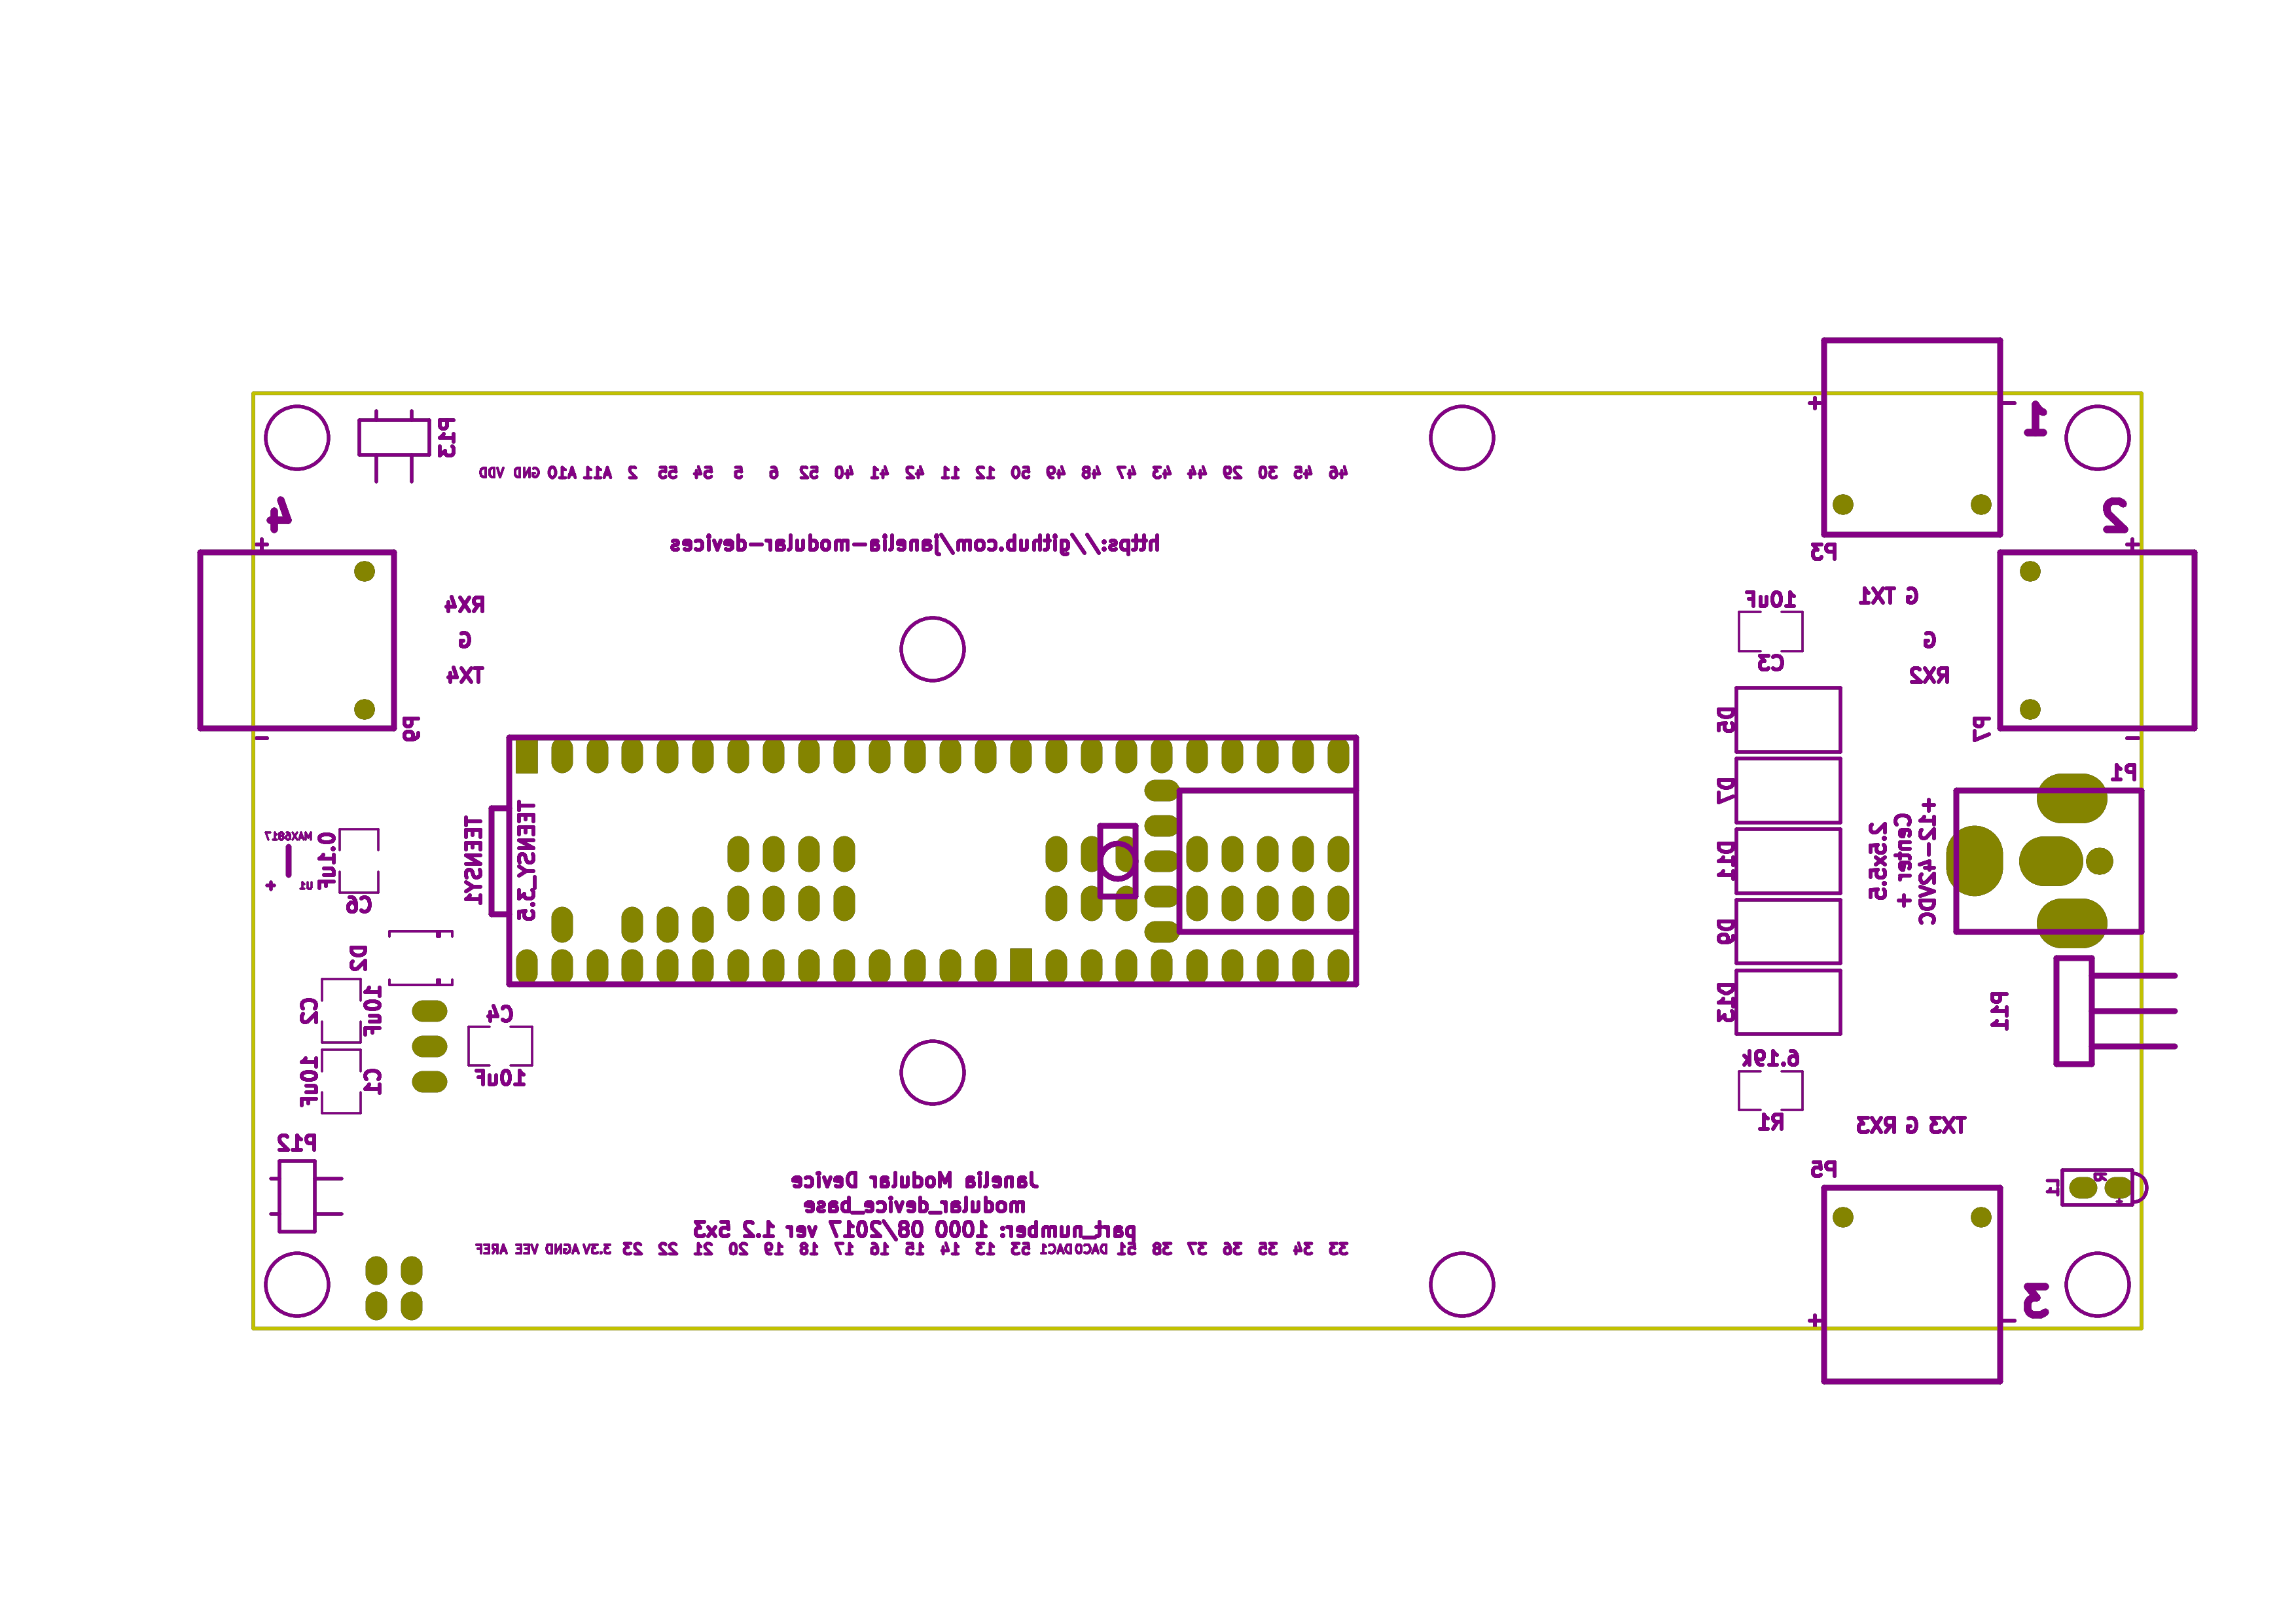 1
+ -
P13
VDD GND A10 A11 2 55 54 5 6 52 40 41 42 11 12 50 49 48 47 43 44 29 30 45 46
4
2
+
+
https://github.com/janelia-modular-devices
P3
10uF
G TX1
RX4
G
G
C3
TX4
RX2
P9
D5
P7
-
-
P1
D7
MAX6817
0.1uF
U1
+
C6
TEENSY1
TEENSY_3.5
D11
2.5x5.5
Center +
+12-42VDC
D9
D2
C2
10uF
C4
10uF
D13
P11
10uF
C1
6.19k
R1
TX3 G RX3
P12
P5
Janelia Modular Device
modular_device_base
part_number: 1000 08/2017 ver 1.2 5x3
L1
R
+
AREF VEE AGND 3.3V 23 22 21 20 19 18 17 16 15 14 13 53 DAC1 DAC0 51 38 37 36 35 34 33
3
+ -